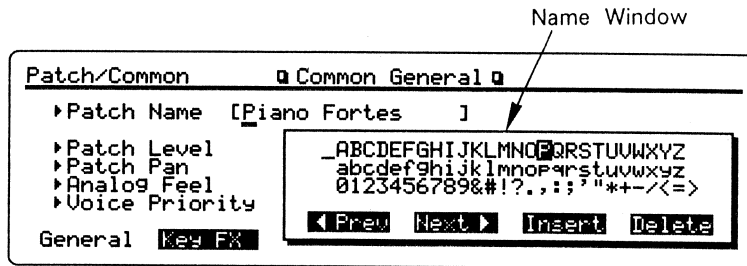 Name Window
Patch/Common Common General
Patch Name [Piano Fortes ]
Patch Level
Patch Pan
Analog Feel
Voice Priority
_ABCDEFGHIJKLMNOPQRSTUVWXYZ
abcdefghijklmnopqrstuvwxyz
0123456789&#!?.,:;'"*+-/<=>
Prev Next Insert Delete
General Key FX